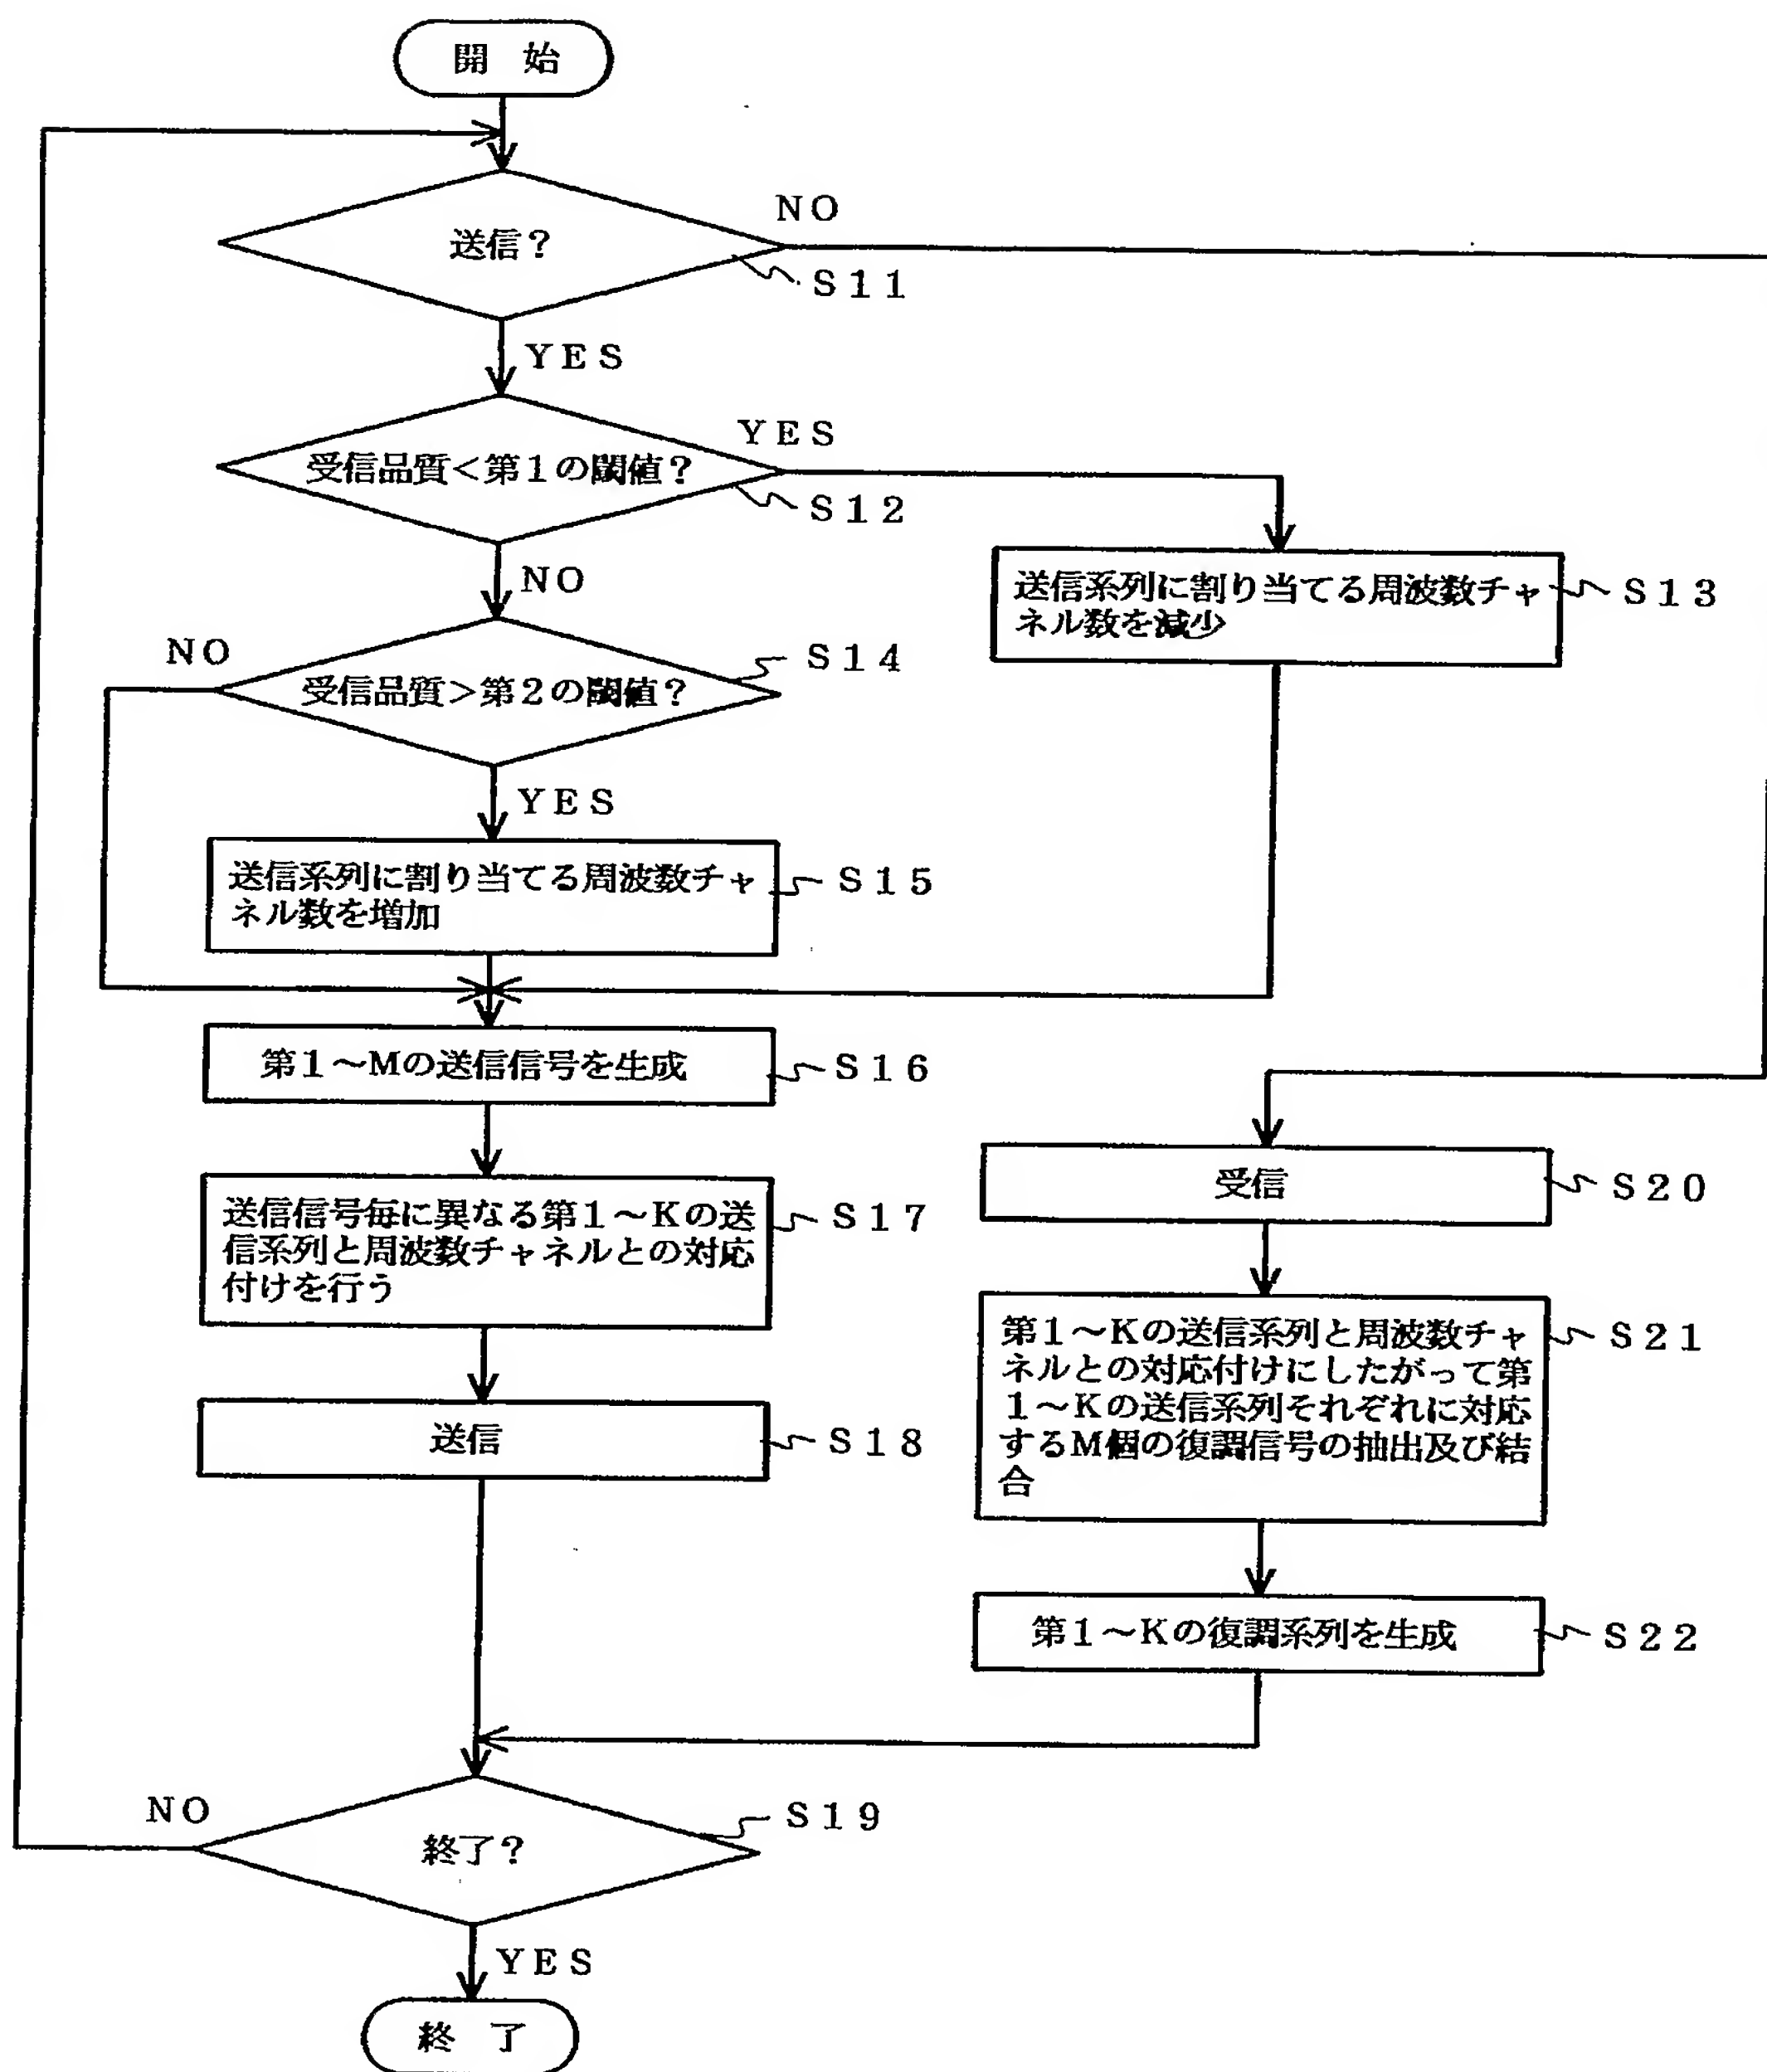 開 始
送信？
NO
S11
YES
受信品質＜第1の閾値？
YES
S12
NO
送信系列に割り当てる周波数チャ
ネル数を減少
S13
受信品質＞第2の閾値？
NO
S14
YES
送信系列に割り当てる周波数チャ
ネル数を増加
S15
第1～Mの送信信号を生成
S16
送信信号毎に異なる第1～Kの送
信系列と周波数チャネルとの対応
付けを行う
S17
送信
S18
受信
S20
第1～Kの送信系列と周波数チャ
ネルとの対応付けにしたがって第
1～Kの送信系列それぞれに対応
するM個の復調信号の抽出及び結
合
S21
第1～Kの復調系列を生成
S22
終了？
NO
S19
YES
終 了